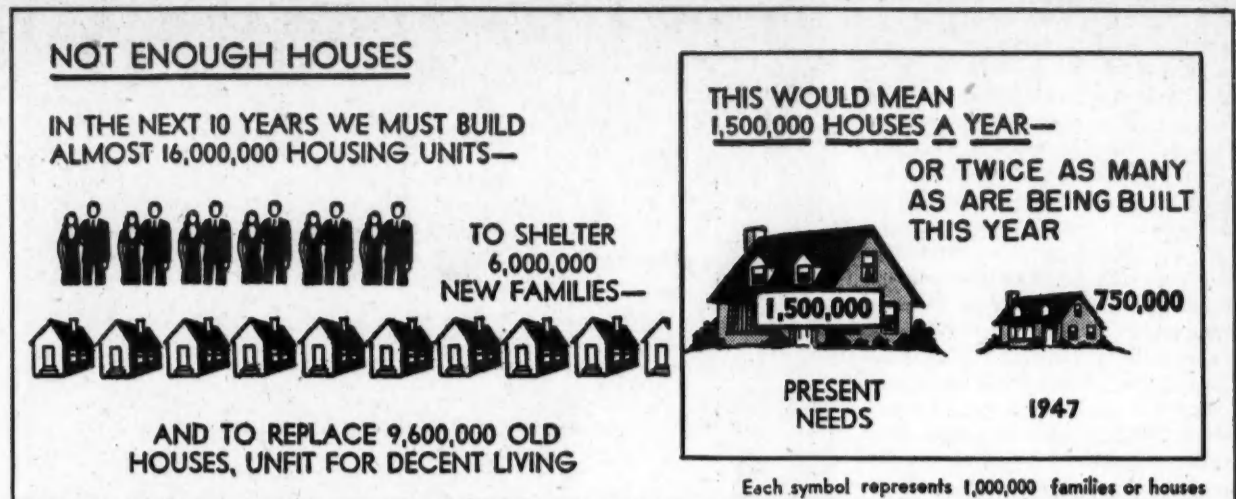 NOT ENOUGH HOUSES
IN THE NEXT 10 YEARS WE MUST BUILD
ALMOST 16,000,000 HOUSING UNITS—
TO SHELTER
6,000,000
NEW FAMILIES—
AND TO REPLACE 9,600,000 OLD
HOUSES, UNFIT FOR DECENT LIVING
THIS WOULD MEAN
1,500,000 HOUSES A YEAR—
OR TWICE AS MANY
AS ARE BEING BUILT
THIS YEAR
1,500,000
750,000
PRESENT
NEEDS
1947
Each symbol represents 1,000,000 families or houses